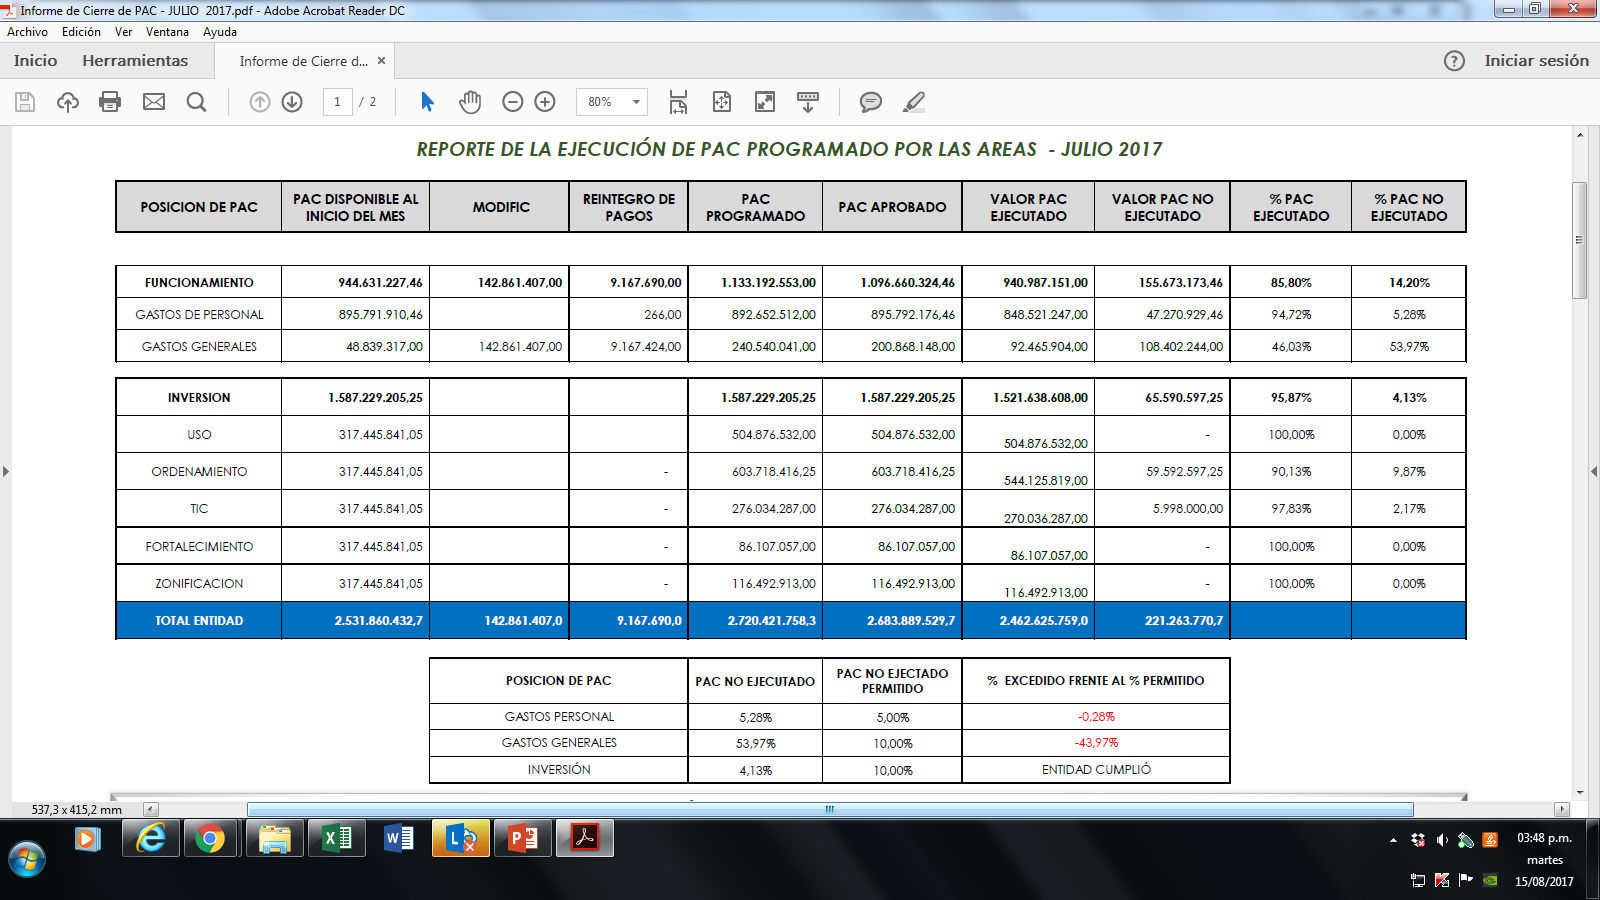 Informe de Cierre de PAC - JULIO  2017.pdf - Adobe Acrobat Reader DC
Archivo Edición Ver Ventana Ayuda
Inicio Herramientas Informe de Cierre d... × ? Iniciar sesión
1 / 2 80%
REPORTE DE LA EJECUCIÓN DE PAC PROGRAMADO POR LAS AREAS - JULIO 2017
POSICION DE PAC PAC DISPONIBLE AL INICIO DEL MES MODIFIC REINTEGRO DE PAGOS PAC PROGRAMADO PAC APROBADO VALOR PAC EJECUTADO VALOR PAC NO EJECUTADO % PAC EJECUTADO % PAC NO EJECUTADO
FUNCIONAMIENTO 944.631.227,46 142.861.407,00 9.167.690,00 1.133.192.553,00 1.096.660.324,46 940.987.151,00 155.673.173,46 85,80% 14,20%
GASTOS DE PERSONAL 895.791.910,46 266,00 892.652.512,00 895.792.176,46 848.521.247,00 47.270.929,46 94,72% 5,28%
GASTOS GENERALES 48.839.317,00 142.861.407,00 9.167.424,00 240.540.041,00 200.868.148,00 92.465.904,00 108.402.244,00 46,03% 53,97%
INVERSION 1.587.229.205,25 1.587.229.205,25 1.587.229.205,25 1.521.638.608,00 65.590.597,25 95,87% 4,13%
USO 317.445.841,05 504.876.532,00 504.876.532,00 504.876.532,00 - 100,00% 0,00%
ORDENAMIENTO 317.445.841,05 - 603.718.416,25 603.718.416,25 544.125.819,00 59.592.597,25 90,13% 9,87%
TIC 317.445.841,05 - 276.034.287,00 276.034.287,00 270.036.287,00 5.998.000,00 97,83% 2,17%
FORTALECIMIENTO 317.445.841,05 - 86.107.057,00 86.107.057,00 86.107.057,00 - 100,00% 0,00%
ZONIFICACION 317.445.841,05 - 116.492.913,00 116.492.913,00 116.492.913,00 - 100,00% 0,00%
TOTAL ENTIDAD 2.531.860.432,7 142.861.407,0 9.167.690,0 2.720.421.758,3 2.683.889.529,7 2.462.625.759,0 221.263.770,7
POSICION DE PAC PAC NO EJECUTADO PAC NO EJECTADO PERMITIDO % EXCEDIDO FRENTE AL % PERMITIDO
GASTOS PERSONAL 5,28% 5,00% -0,28%
GASTOS GENERALES 53,97% 10,00% -43,97%
INVERSIÓN 4,13% 10,00% ENTIDAD CUMPLIÓ
537,3 x 415,2 mm
03:48 p.m.
martes
15/08/2017